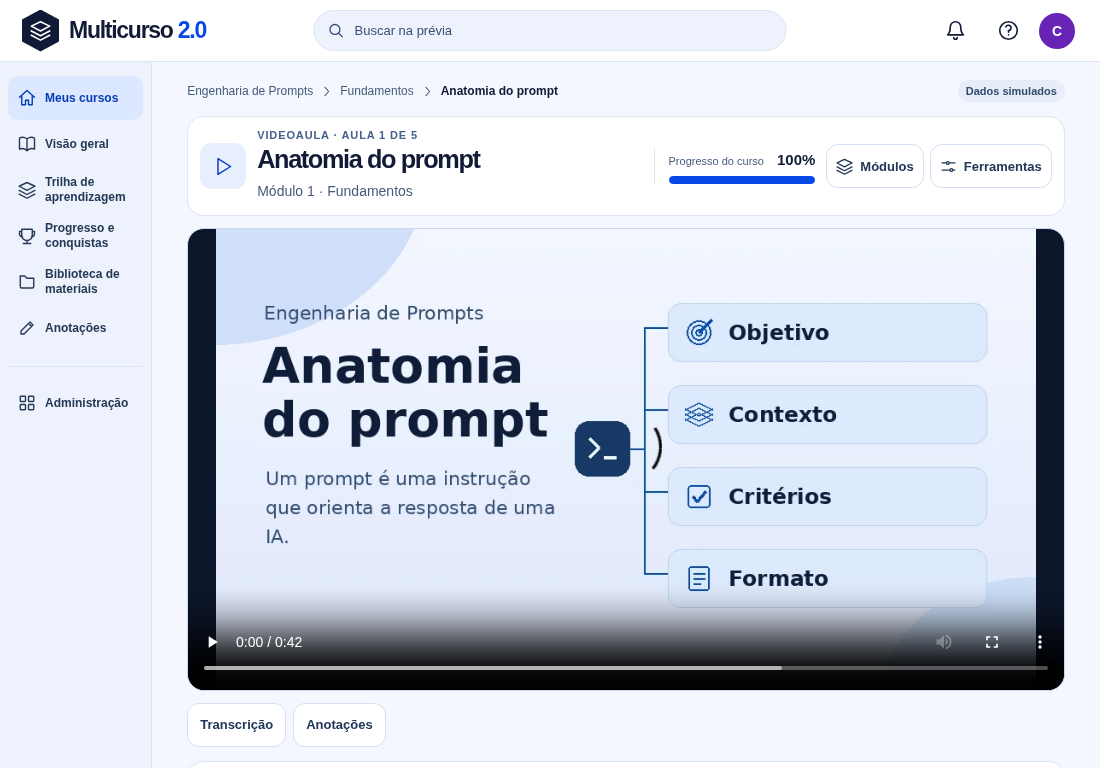 Multicurso 2.0
Buscar na prévia
C
Meus cursos
Visão geral
Trilha de
aprendizagem
Progresso e
conquistas
Biblioteca de
materiais
Anotações
Administração
Engenharia de Prompts
Fundamentos
Anatomia do prompt
Dados simulados
VIDEOAULA · AULA 1 DE 5
Anatomia do prompt
Módulo 1 · Fundamentos
Progresso do curso 100%
Módulos
Ferramentas
Engenharia de Prompts
Anatomia
do prompt
Um prompt é uma instrução
que orienta a resposta de uma
IA.
Objetivo
Contexto
Critérios
Formato
0:00 / 0:42
Transcrição
Anotações